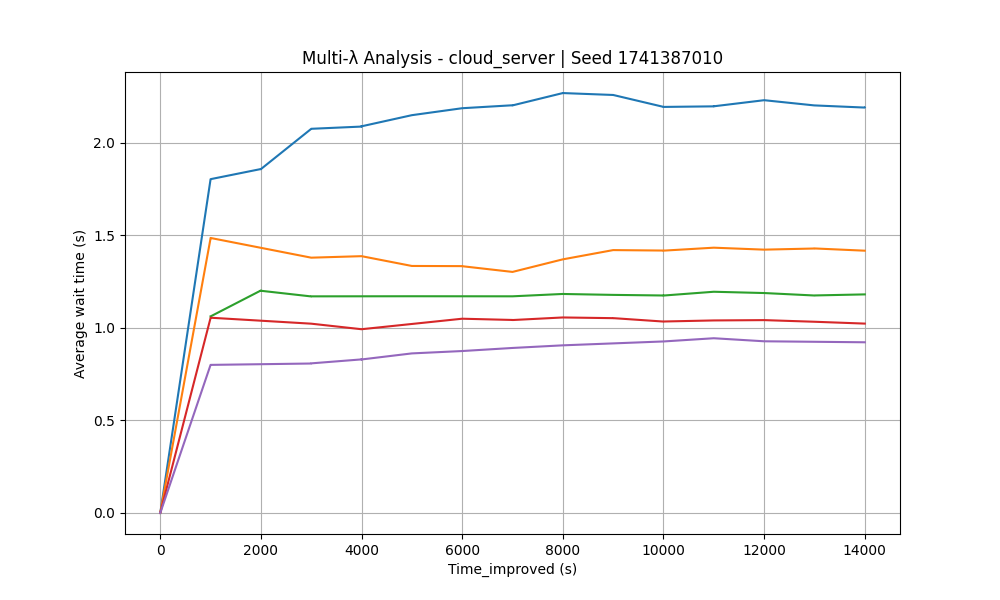 Multi-λ Analysis - cloud_server | Seed 1741387010
Average wait time (s)
2.0
1.5
1.0
0.5
0.0
0 2000 4000 6000 8000 10000 12000 14000
Time_improved (s)